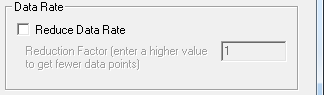 Data Rate
Reduce Data Rate
Reduction Factor (enter a higher value
to get fewer data points)
1